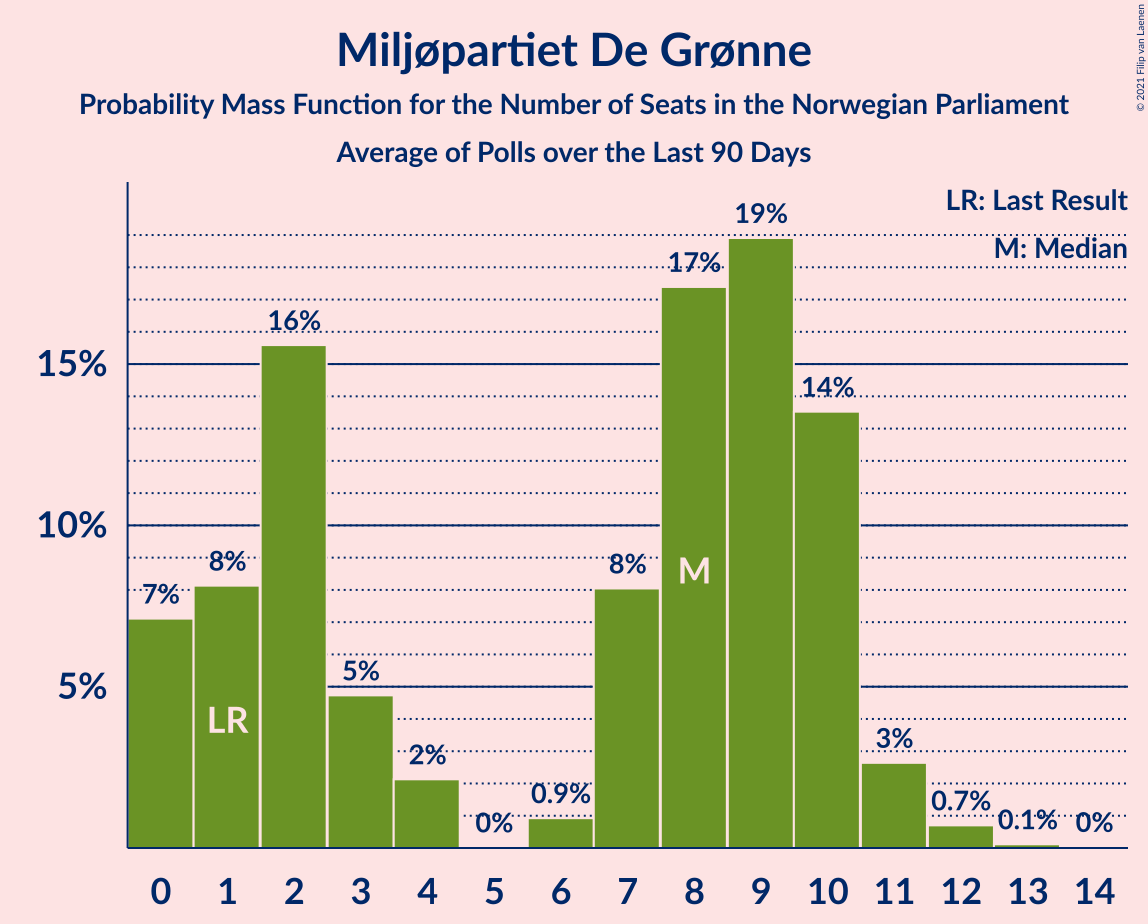 Miljøpartiet De Grønne
Probability Mass Function for the Number of Seats in the Norwegian Parliament
Average of Polls over the Last 90 Days
© 2021 Filip van Laenen
LR: Last Result
M: Median
15%
10%
5%
7%
8%
16%
5%
2%
0%
0.9%
8%
17%
19%
14%
3%
0.7%
0.1%
0%
LR
M
0 1 2 3 4 5 6 7 8 9 10 11 12 13 14